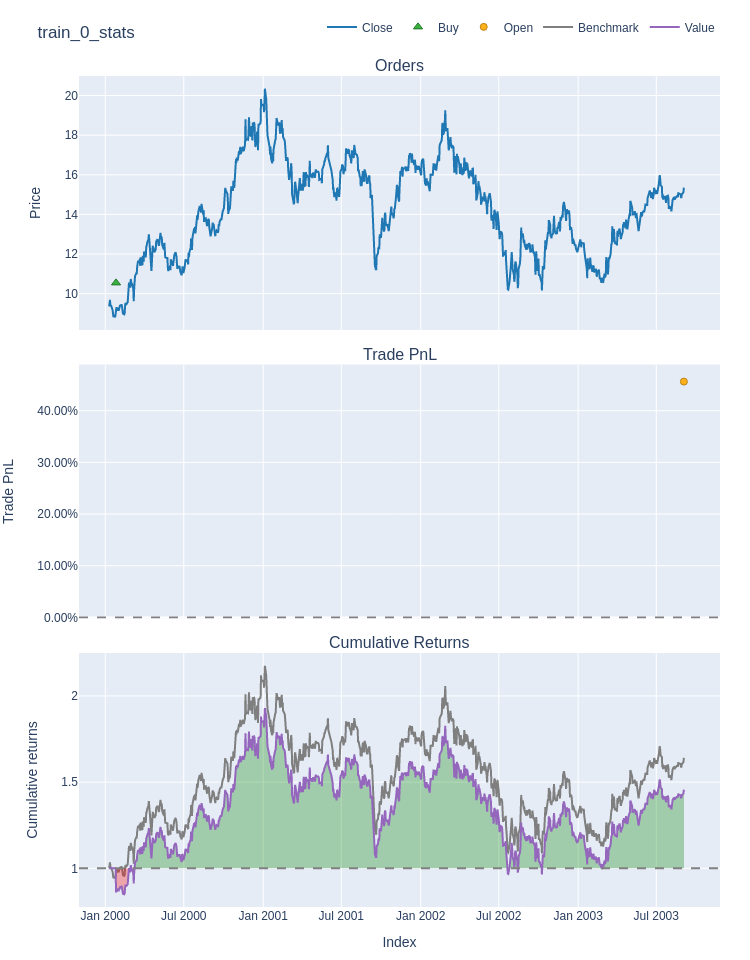 train_0_stats
Close
Buy
Open
Benchmark
Value
Orders
Price
20
18
16
14
12
10
Trade PnL
Trade PnL
40.00%
30.00%
20.00%
10.00%
0.00%
Cumulative Returns
Cumulative returns
2
1.5
1
Jan 2000
Jul 2000
Jan 2001
Jul 2001
Jan 2002
Jul 2002
Jan 2003
Jul 2003
Index